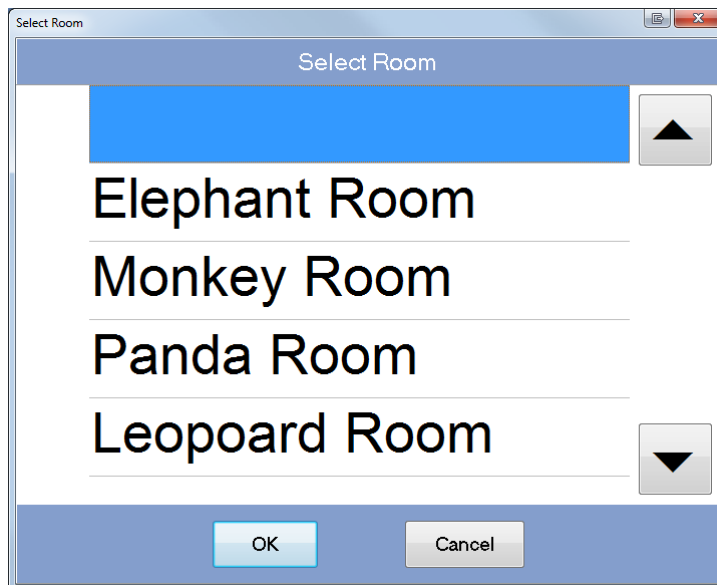 Select Room
Select Room
Elephant Room
Monkey Room
Panda Room
Leopoard Room
OK
Cancel